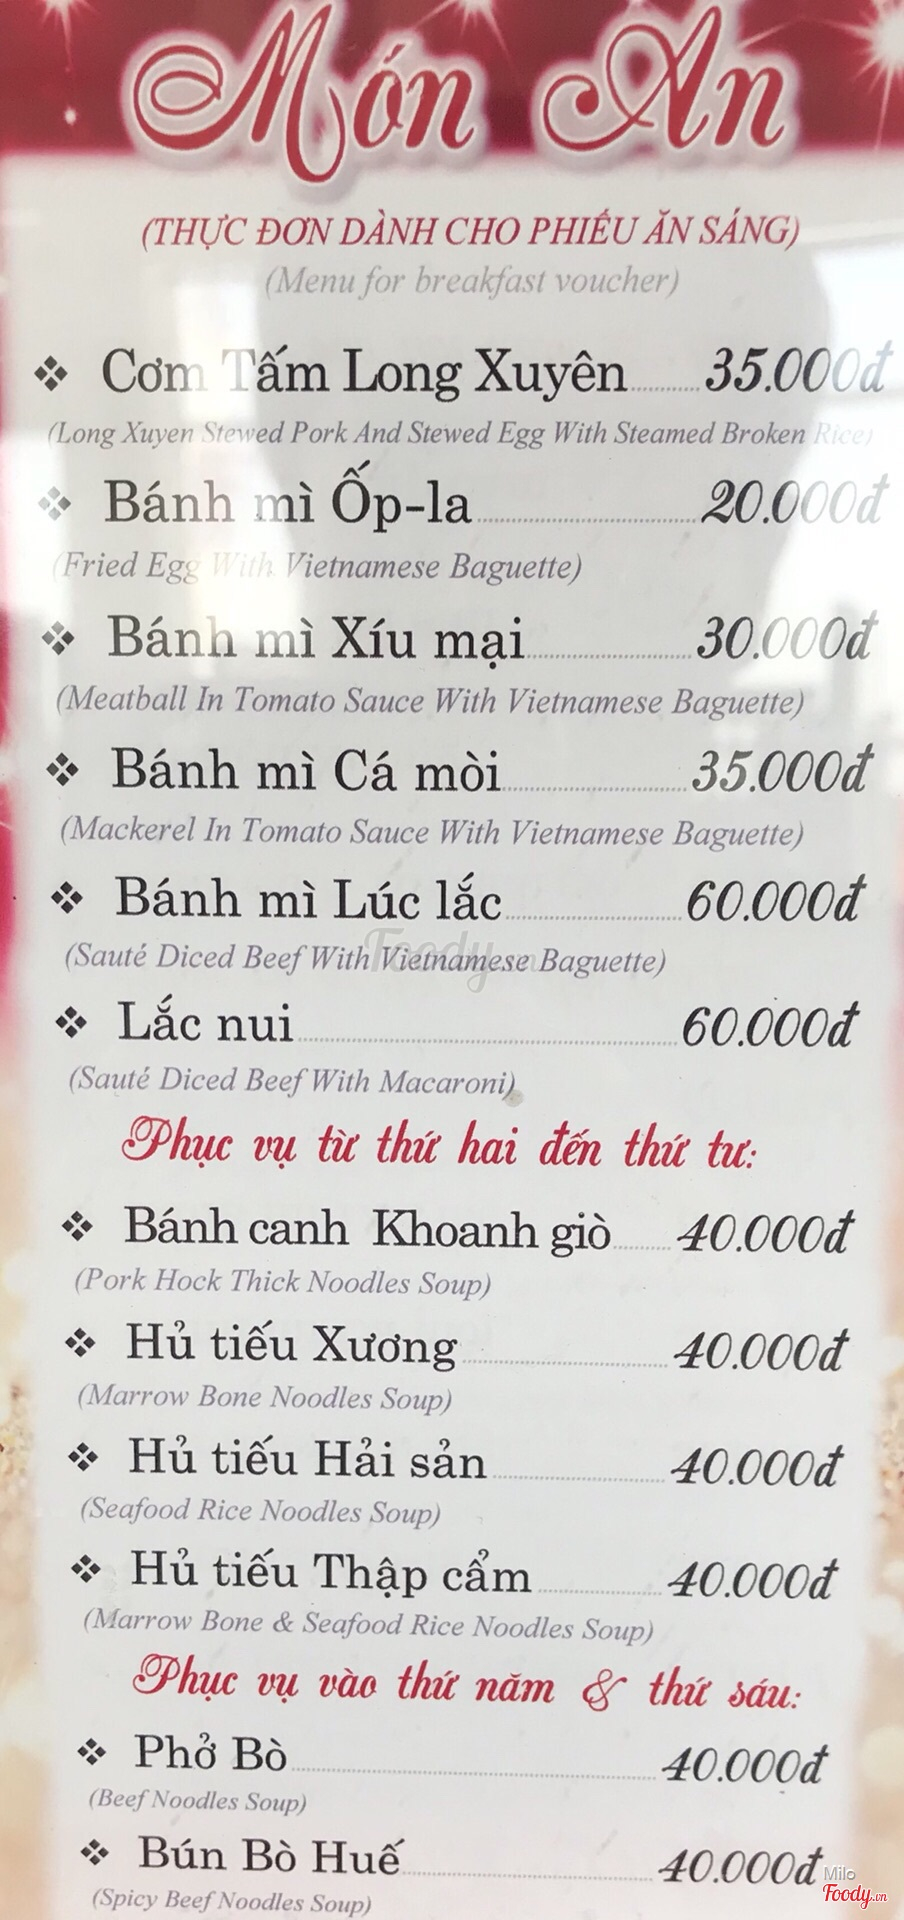 Món Ăn
(THỰC ĐƠN DÀNH CHO PHIẾU ĂN SÁNG)
(Menu for breakfast voucher)
❖ Cơm Tấm Long Xuyên..........35.000đ
(Long Xuyen Stewed Pork And Stewed Egg With Steamed Broken Rice)
❖ Bánh mì Ốp-la..........20.000đ
(Fried Egg With Vietnamese Baguette)
❖ Bánh mì Xíu mại..........30.000đ
(Meatball In Tomato Sauce With Vietnamese Baguette)
❖ Bánh mì Cá mòi..........35.000đ
(Mackerel In Tomato Sauce With Vietnamese Baguette)
❖ Bánh mì Lúc lắc..........60.000đ
(Sauté Diced Beef With Vietnamese Baguette)
Foody
❖ Lắc nui..........60.000đ
(Sauté Diced Beef With Macaroni)
Phục vụ từ thứ hai đến thứ tư:
❖ Bánh canh Khoanh giò..........40.000đ
(Pork Hock Thick Noodles Soup)
❖ Hủ tiếu Xương..........40.000đ
(Marrow Bone Noodles Soup)
❖ Hủ tiếu Hải sản..........40.000đ
(Seafood Rice Noodles Soup)
❖ Hủ tiếu Thập cẩm..........40.000đ
(Marrow Bone & Seafood Rice Noodles Soup)
Phục vụ vào thứ năm & thứ sáu:
❖ Phở Bò..........40.000đ
(Beef Noodles Soup)
❖ Bún Bò Huế..........40.000đ
(Spicy Beef Noodles Soup)
Milo
Foody.vn